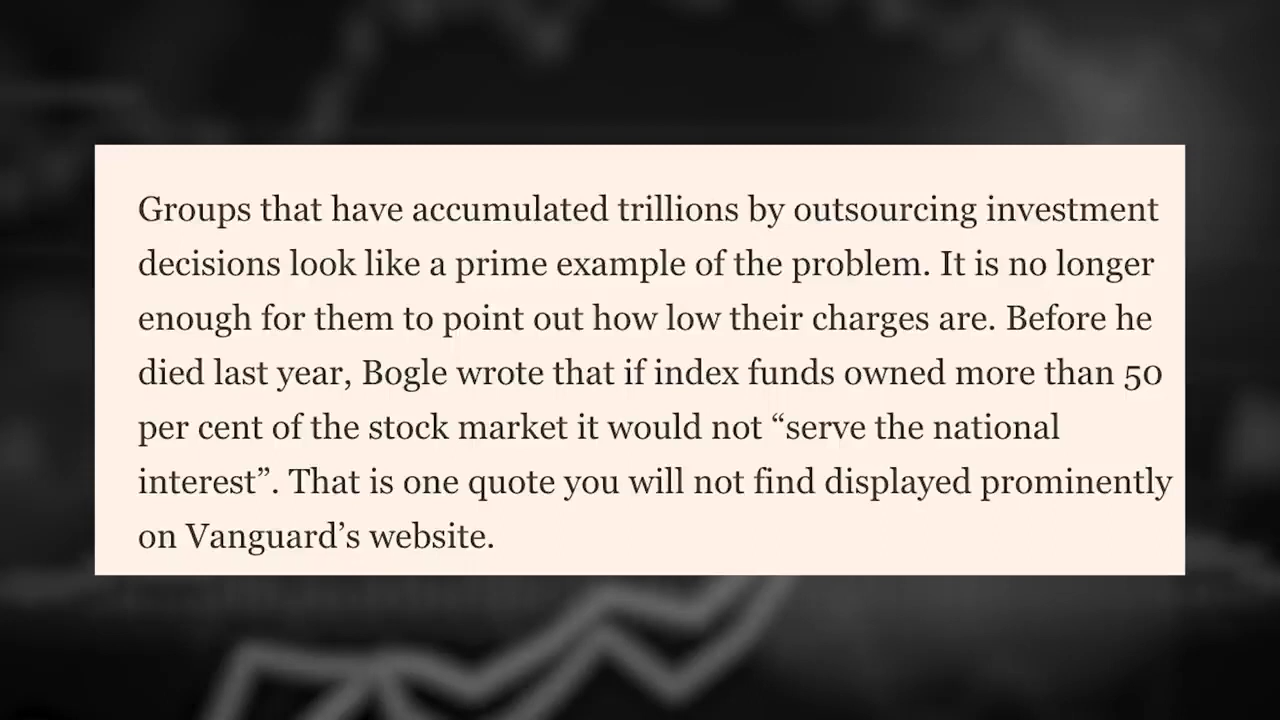 Groups that have accumulated trillions by outsourcing investment
decisions look like a prime example of the problem. It is no longer
enough for them to point out how low their charges are. Before he
died last year, Bogle wrote that if index funds owned more than 50
per cent of the stock market it would not “serve the national
interest”. That is one quote you will not find displayed prominently
on Vanguard’s website.